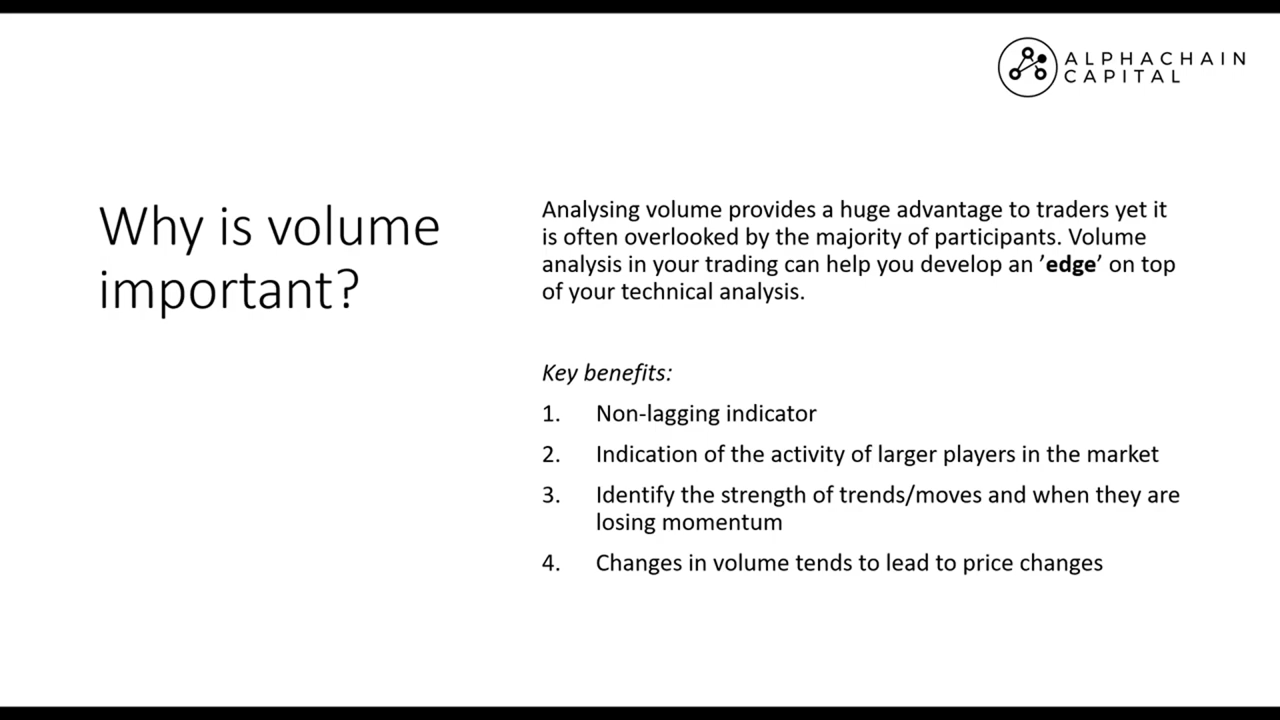 ALPHACHAIN
CAPITAL
Why is volume
important?
Analysing volume provides a huge advantage to traders yet it
is often overlooked by the majority of participants. Volume
analysis in your trading can help you develop an ’edge’ on top
of your technical analysis.
Key benefits:
1. Non-lagging indicator
2. Indication of the activity of larger players in the market
3. Identify the strength of trends/moves and when they are
losing momentum
4. Changes in volume tends to lead to price changes